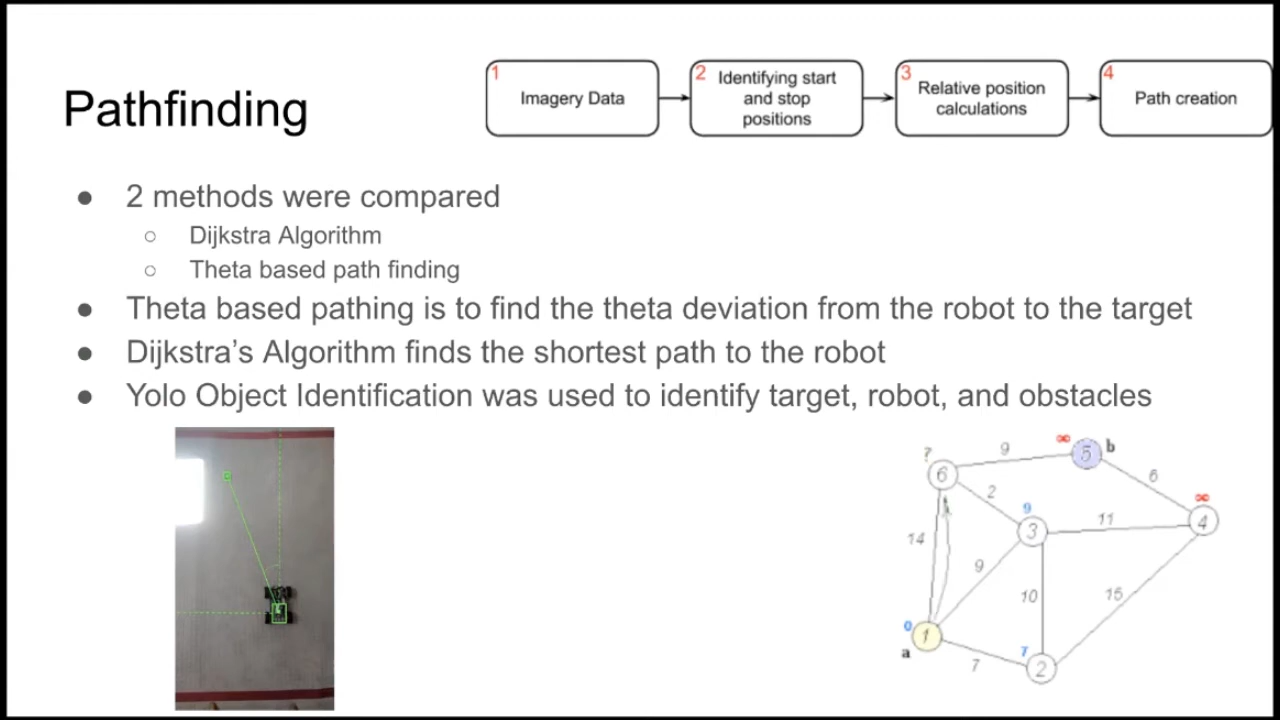 Pathfinding
1
Imagery Data
2
Identifying start
and stop
positions
3
Relative position
calculations
4
Path creation
● 2 methods were compared
○ Dijkstra Algorithm
○ Theta based path finding
● Theta based pathing is to find the theta deviation from the robot to the target
● Dijkstra’s Algorithm finds the shortest path to the robot
● Yolo Object Identification was used to identify target, robot, and obstacles
∞ 5 b
9
7
6
6
2
∞
4
9
3
11
14
9
10
15
0
1
a
7
2
7